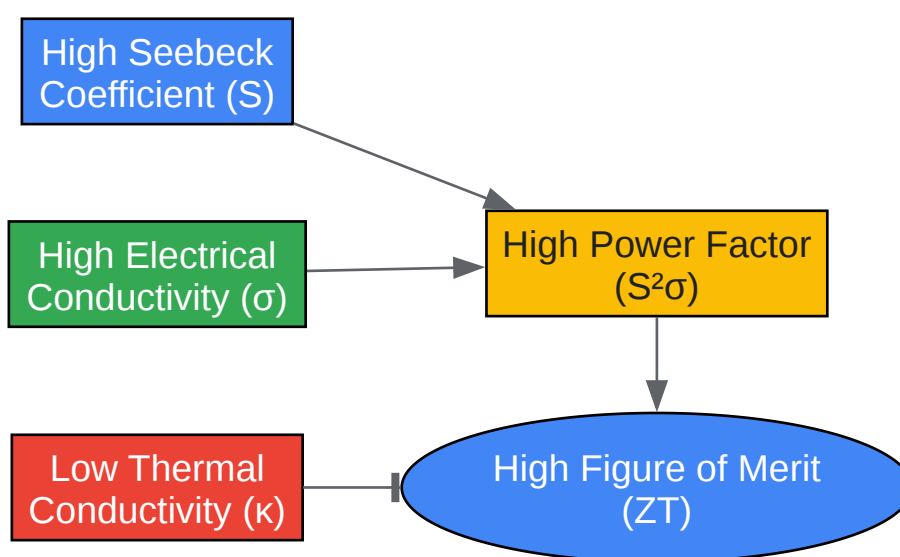 High Seebeck
Coefficient (S)
High Electrical
Conductivity (σ)
High Power Factor
(S²σ)
Low Thermal
Conductivity (κ)
High Figure of Merit
(ZT)